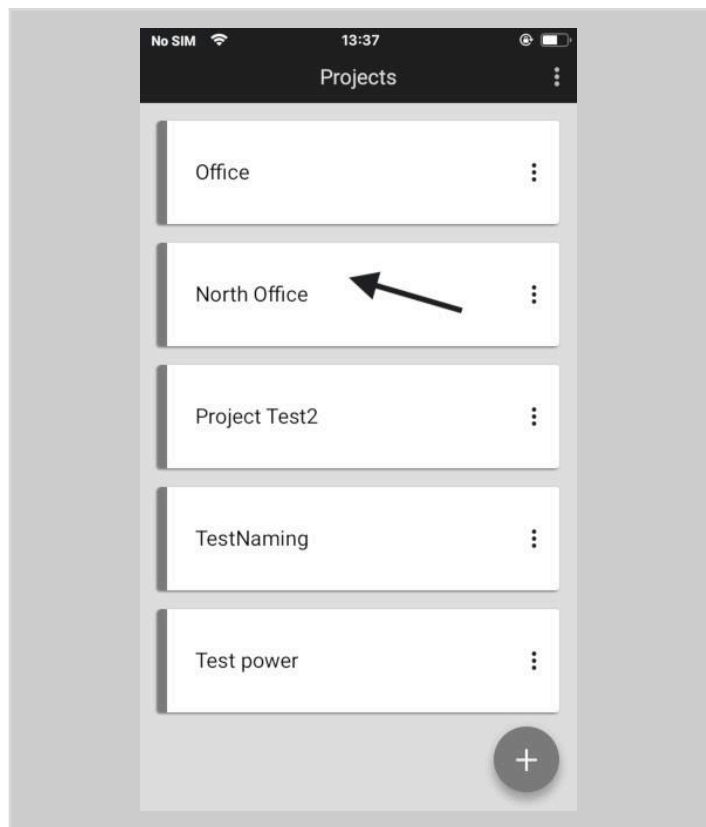 No SIM 13:37
Projects
Office
North Office
Project Test2
TestNaming
Test power